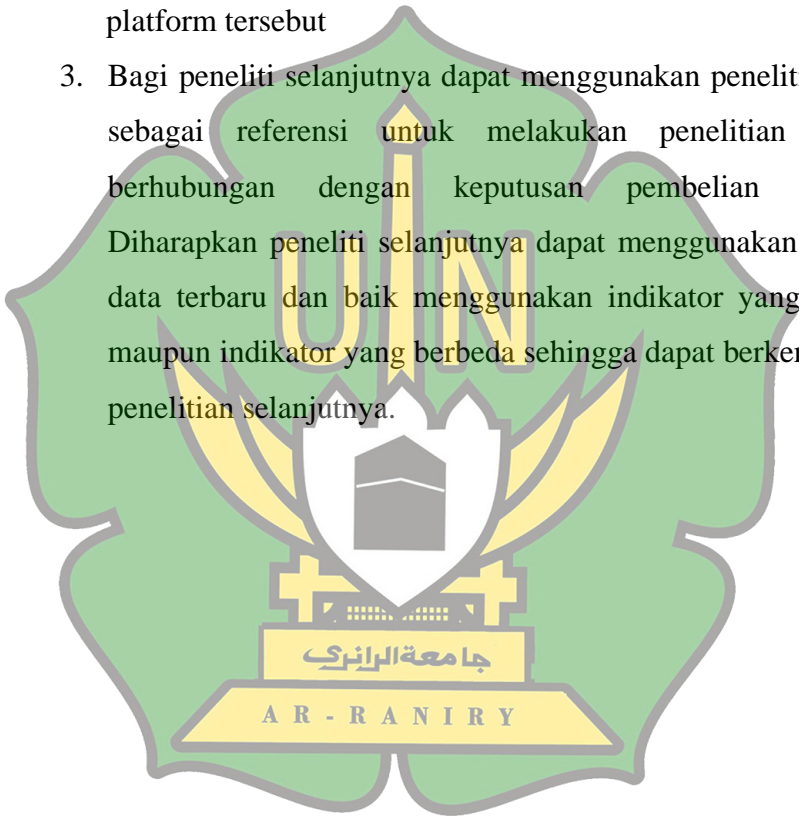 platform tersebut
3. Bagi peneliti selanjutnya dapat menggunakan
sebagai referensi untuk melakukan penelitian
berhubungan dengan keputusan pembelian
Diharapkan peneliti selanjutnya dapat menggunakan
data terbaru dan baik menggunakan indikator yang
maupun indikator yang berbeda sehingga dapat
penelitian selanjutnya.
UIN
جامعة الرانري
AR-RANIRY